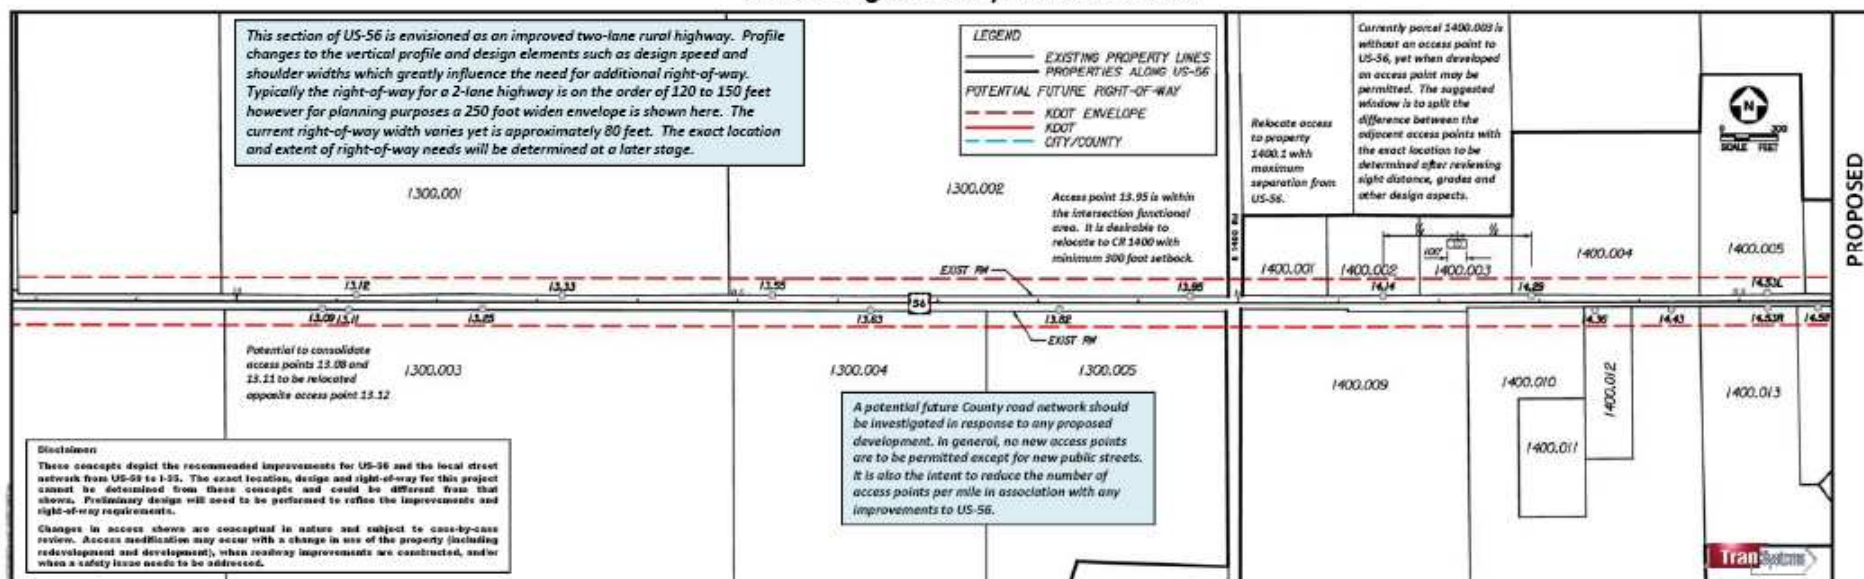 This section of US-56 is envisioned as an improved two-lane rural highway. Profile
changes to the vertical profile and design elements such as design speed and
shoulder widths which greatly influence the need for additional right-of-way.
Typically the right-of-way for a 2-lane highway is on the order of 120 to 150 feet
however for planning purposes a 250 foot widen envelope is shown here. The
current right-of-way width varies yet is approximately 80 feet. The exact location
and extent of right-of-way needs will be determined at a later stage.
LEGEND
EXISTING PROPERTY LINES
PROPERTIES ALONG US-56
POTENTIAL FUTURE RIGHT-OF-WAY
KDOT ENVELOPE
KDOT
CITY/COUNTY
Relocate access
to property
1400.1 with
maximum
separation from
US-56.
Currently parcel 1400.003 is
without an access point to
US-56, yet when developed
an access point may be
permitted. The suggested
window is to split the
difference between the
adjacent access points with
the exact location to be
determined after reviewing
sight distance, grades and
other design aspects.
N
0 300
SCALE FEET
PROPOSED
1300.001
1300.002
Access point 13.95 is within
the intersection functional
area. It is desirable to
relocate to CR 1400 with
minimum 300 foot setback.
E 1400 RD
100'
1400.001
1400.002
1400.003
1400.004
1400.005
EXIST RW
13.12
13.33
13.55
13.95
14.14
14.29
14.53L
56
13.09
13.11
13.25
13.63
13.82
14.36
14.43
14.53R
14.58
EXIST RW
Potential to consolidate
access points 13.08 and
13.11 to be relocated
opposite access point 13.12
1300.003
1300.004
1300.005
1400.009
1400.010
1400.012
1400.013
1400.011
A potential future County road network should
be investigated in response to any proposed
development. In general, no new access points
are to be permitted except for new public streets.
It is also the intent to reduce the number of
access points per mile in association with any
improvements to US-56.
Disclaimer:
These concepts depict the recommended improvements for US-56 and the local street
network from US-59 to I-35. The exact location, design and right-of-way for this project
cannot be determined from these concepts and could be different from that
shown. Preliminary design will need to be performed to refine the improvements and
right-of-way requirements.
Changes in access shown are conceptual in nature and subject to case-by-case
review. Access modification may occur with a change in use of the property (including
redevelopment and development), when roadway improvements are constructed, and/or
when a safety issue needs to be addressed.
TranSystems